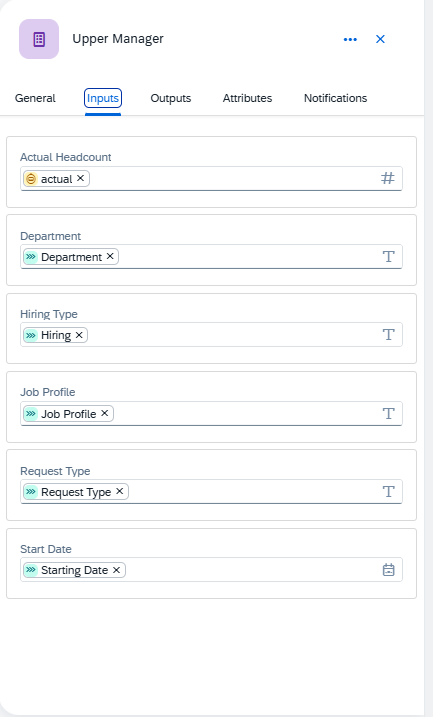 Upper Manager
General Inputs Outputs Attributes Notifications
Actual Headcount
actual
Department
Department
Hiring Type
Hiring
Job Profile
Job Profile
Request Type
Request Type
Start Date
Starting Date